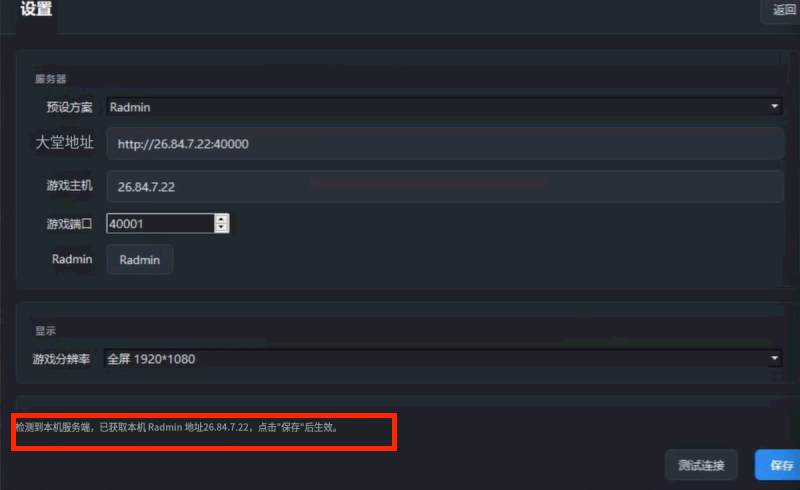 设置
返回
服务器
预设方案 Radmin
大堂地址 http://26.84.7.22:40000
游戏主机 26.84.7.22
游戏端口 40001
Radmin Radmin
显示
游戏分辨率 全屏 1920*1080
检测到本机服务端，已获取本机 Radmin 地址26.84.7.22，点击"保存"后生效。
测试连接 保存